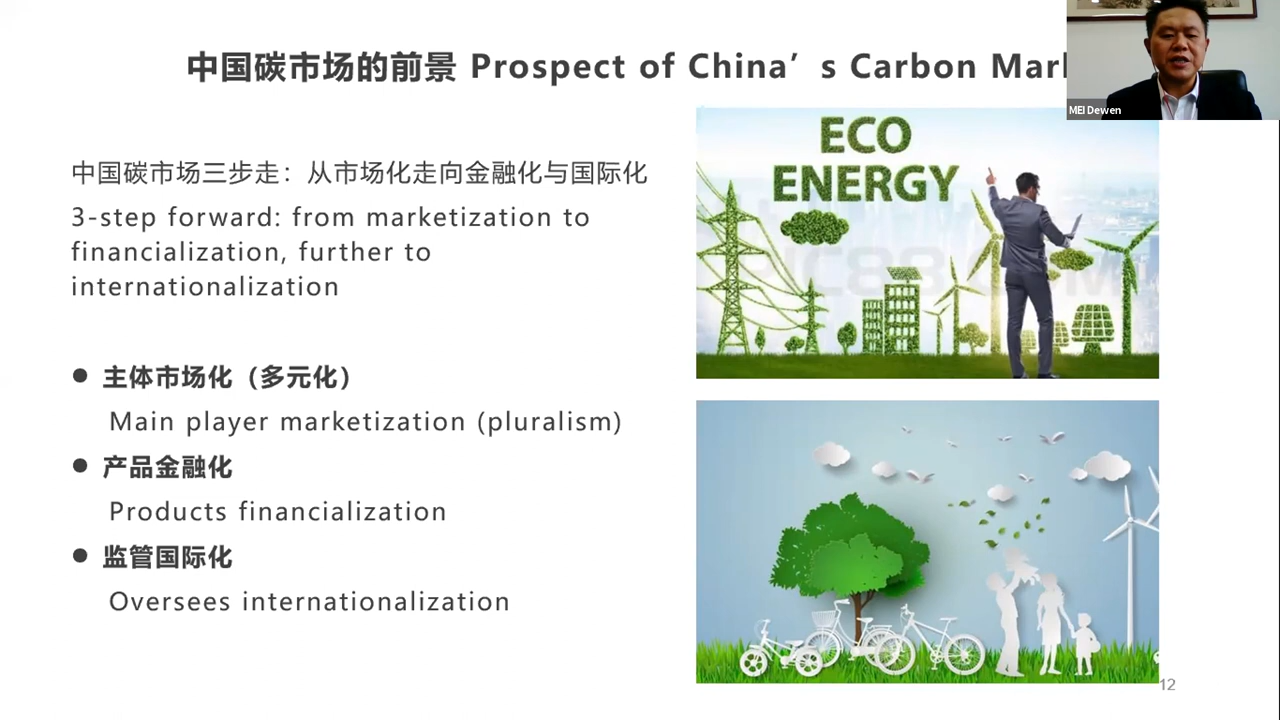 中国碳市场的前景 Prospect of China’s Carbon Mar
MEI Dewen
中国碳市场三步走：从市场化走向金融化与国际化
3-step forward: from marketization to
financialization, further to
internationalization
● 主体市场化（多元化）
Main player marketization (pluralism)
● 产品金融化
Products financialization
● 监管国际化
Oversees internationalization
ECO
ENERGY
12